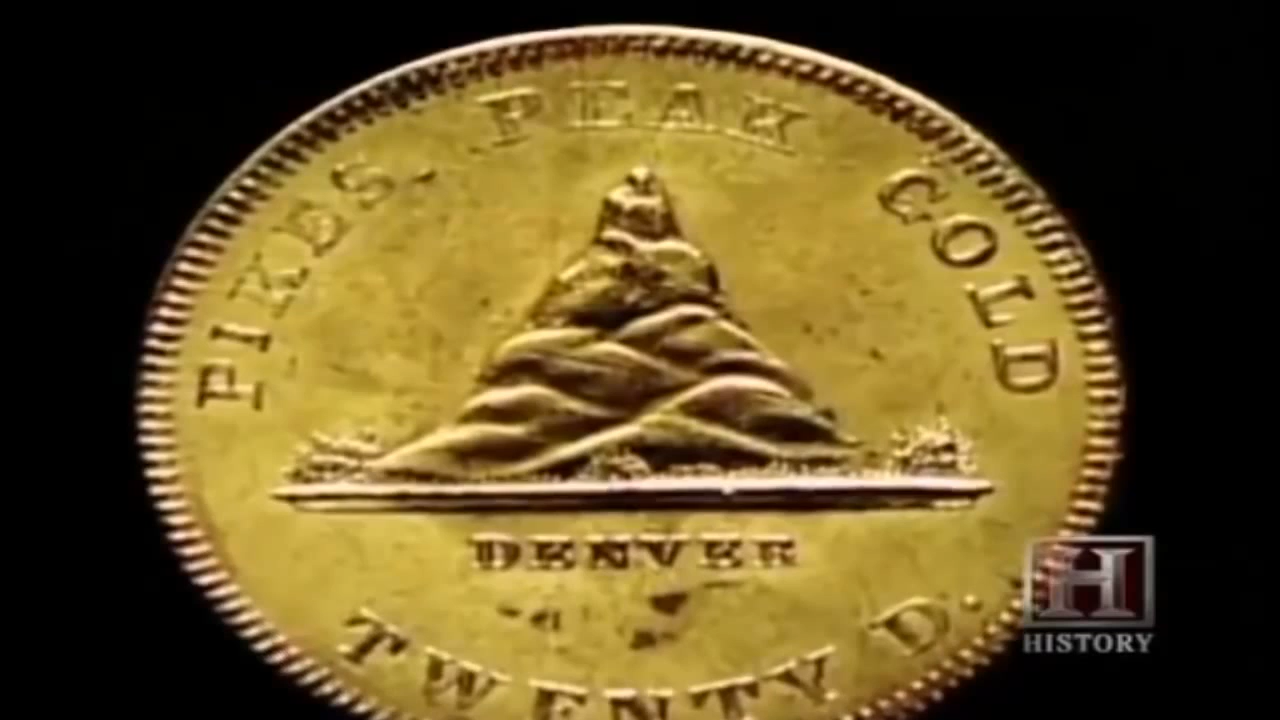 PIKES. PEAK GOLD
DENVER
TWENTY D.
H
HISTORY